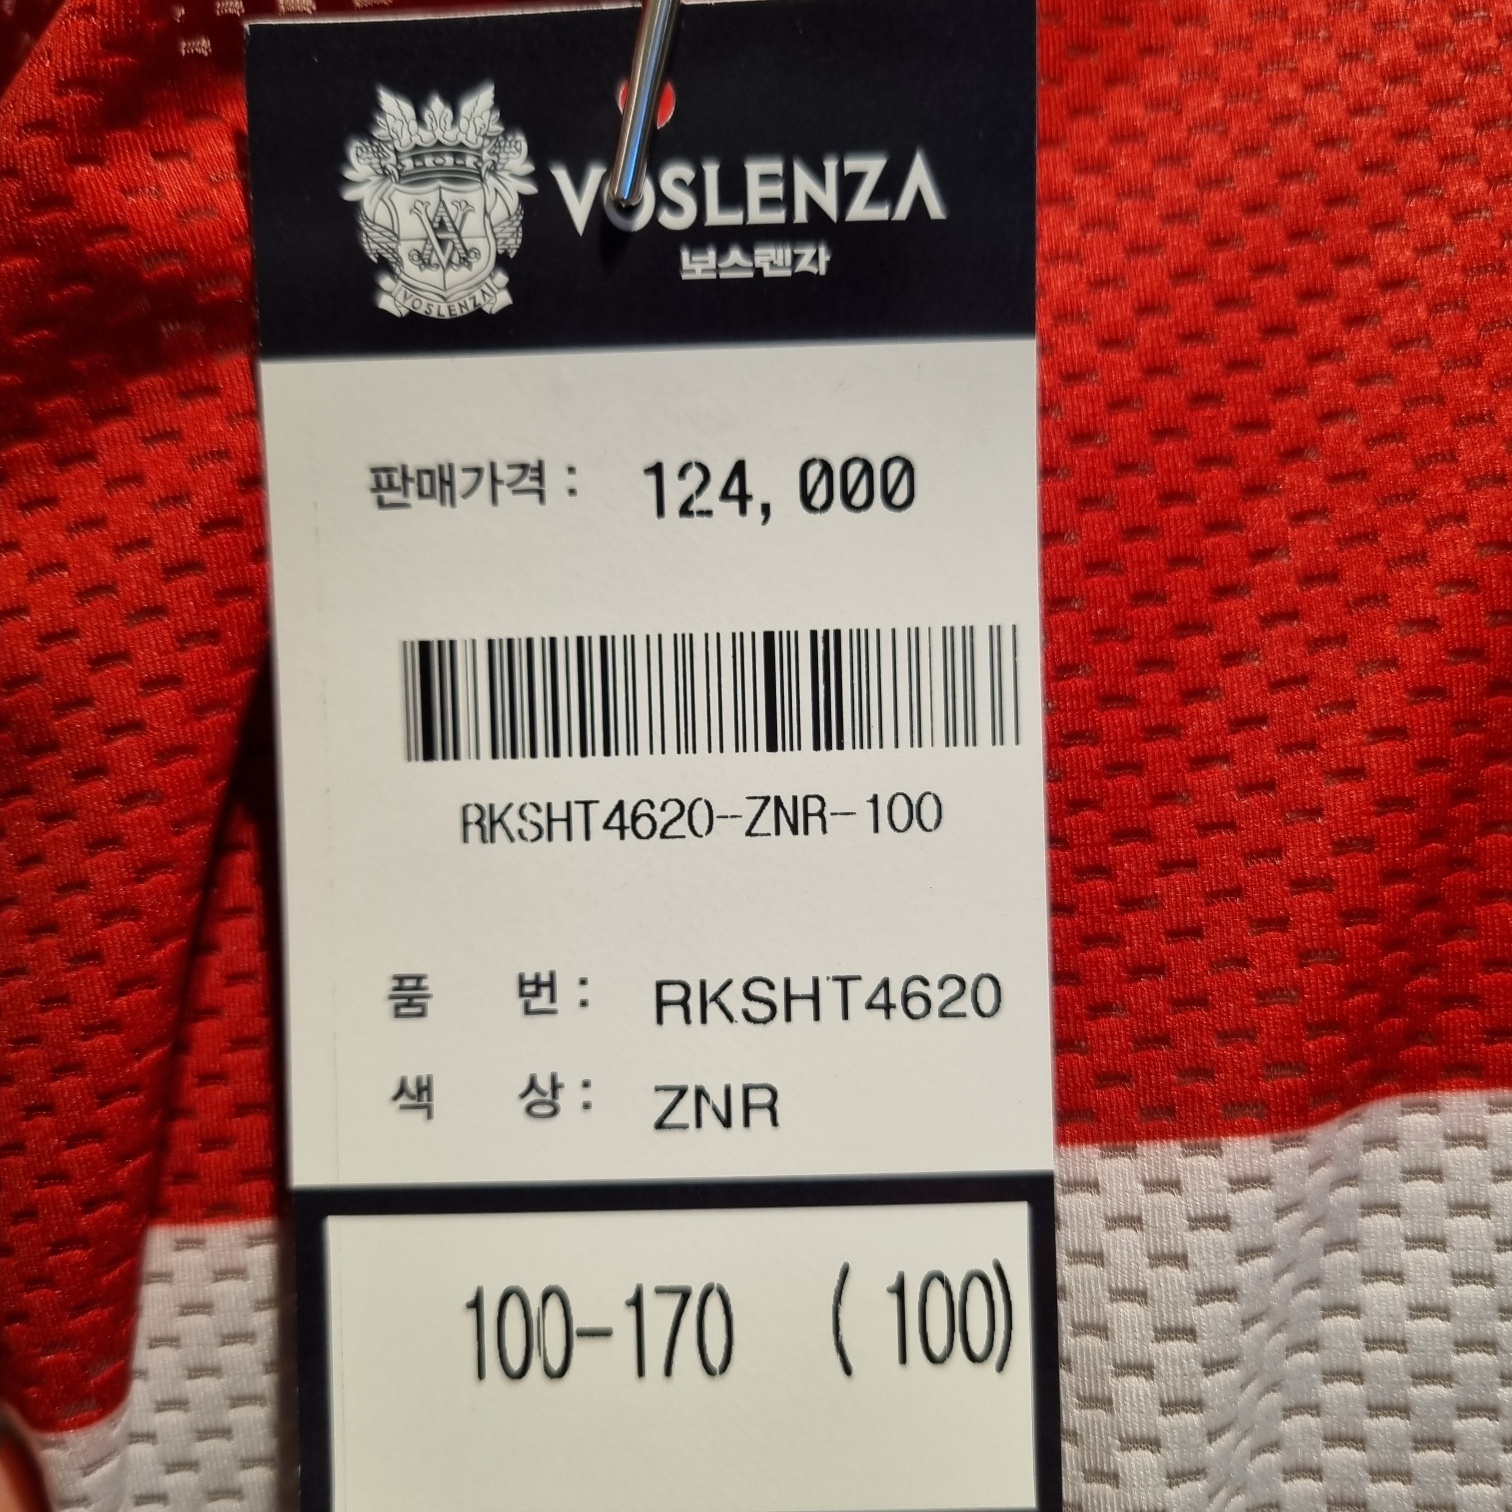 VOSLENZA
보스렌자
VOSLENZA
판매가격 : 124,000
RKSHT4620-ZNR-100
품 번 : RKSHT4620
색 상 : ZNR
100-170 ( 100)